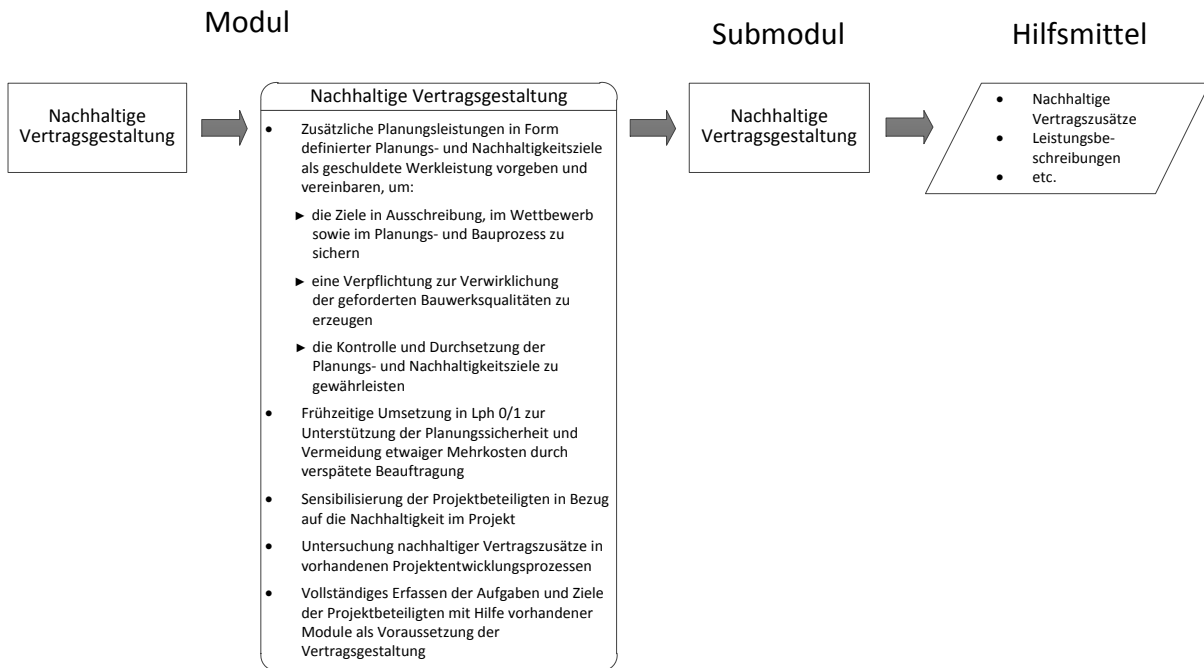 Modul
Submodul
Hilfsmittel
Nachhaltige
Vertragsgestaltung
Nachhaltige Vertragsgestaltung
• Zusätzliche Planungsleistungen in Form
definierter Planungs- und Nachhaltigkeitsziele
als geschuldete Werkleistung vorgeben und
vereinbaren, um:
► die Ziele in Ausschreibung, im Wettbewerb
sowie im Planungs- und Bauprozess zu
sichern
► eine Verpflichtung zur Verwirklichung
der geforderten Bauwerksqualitäten zu
erzeugen
► die Kontrolle und Durchsetzung der
Planungs- und Nachhaltigkeitsziele zu
gewährleisten
• Frühzeitige Umsetzung in Lph 0/1 zur
Unterstützung der Planungssicherheit und
Vermeidung etwaiger Mehrkosten durch
verspätete Beauftragung
• Sensibilisierung der Projektbeteiligten in Bezug
auf die Nachhaltigkeit im Projekt
• Untersuchung nachhaltiger Vertragszusätze in
vorhandenen Projektentwicklungsprozessen
• Vollständiges Erfassen der Aufgaben und Ziele
der Projektbeteiligten mit Hilfe vorhandener
Module als Voraussetzung der
Vertragsgestaltung
Nachhaltige
Vertragsgestaltung
• Nachhaltige
Vertragszusätze
• Leistungsbe-
schreibungen
• etc.